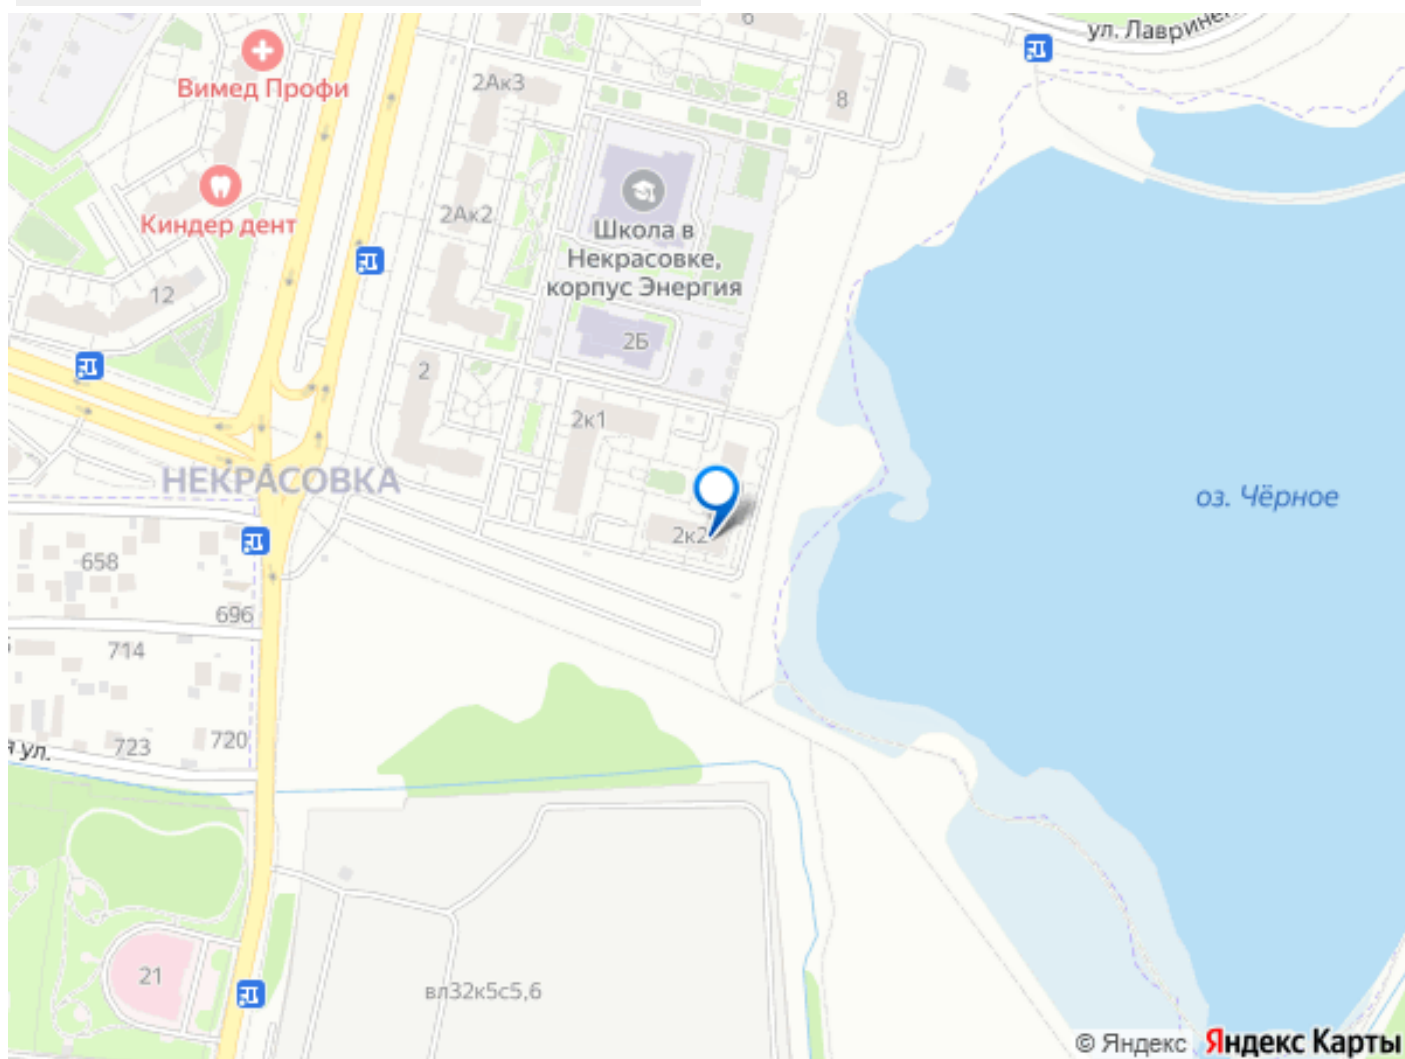 ул. Лаврине
6
Вимед Профи
2Ак3
8
Киндер дент
2Ак2
Школа в
Некрасовке,
корпус Энергия
12
2Б
2
2к1
НЕКРАСОВКА
оз. Чёрное
2к2
658
696
714
723
720
ул.
21
вл32к5с5,6
© Яндекс
Яндекс Карты